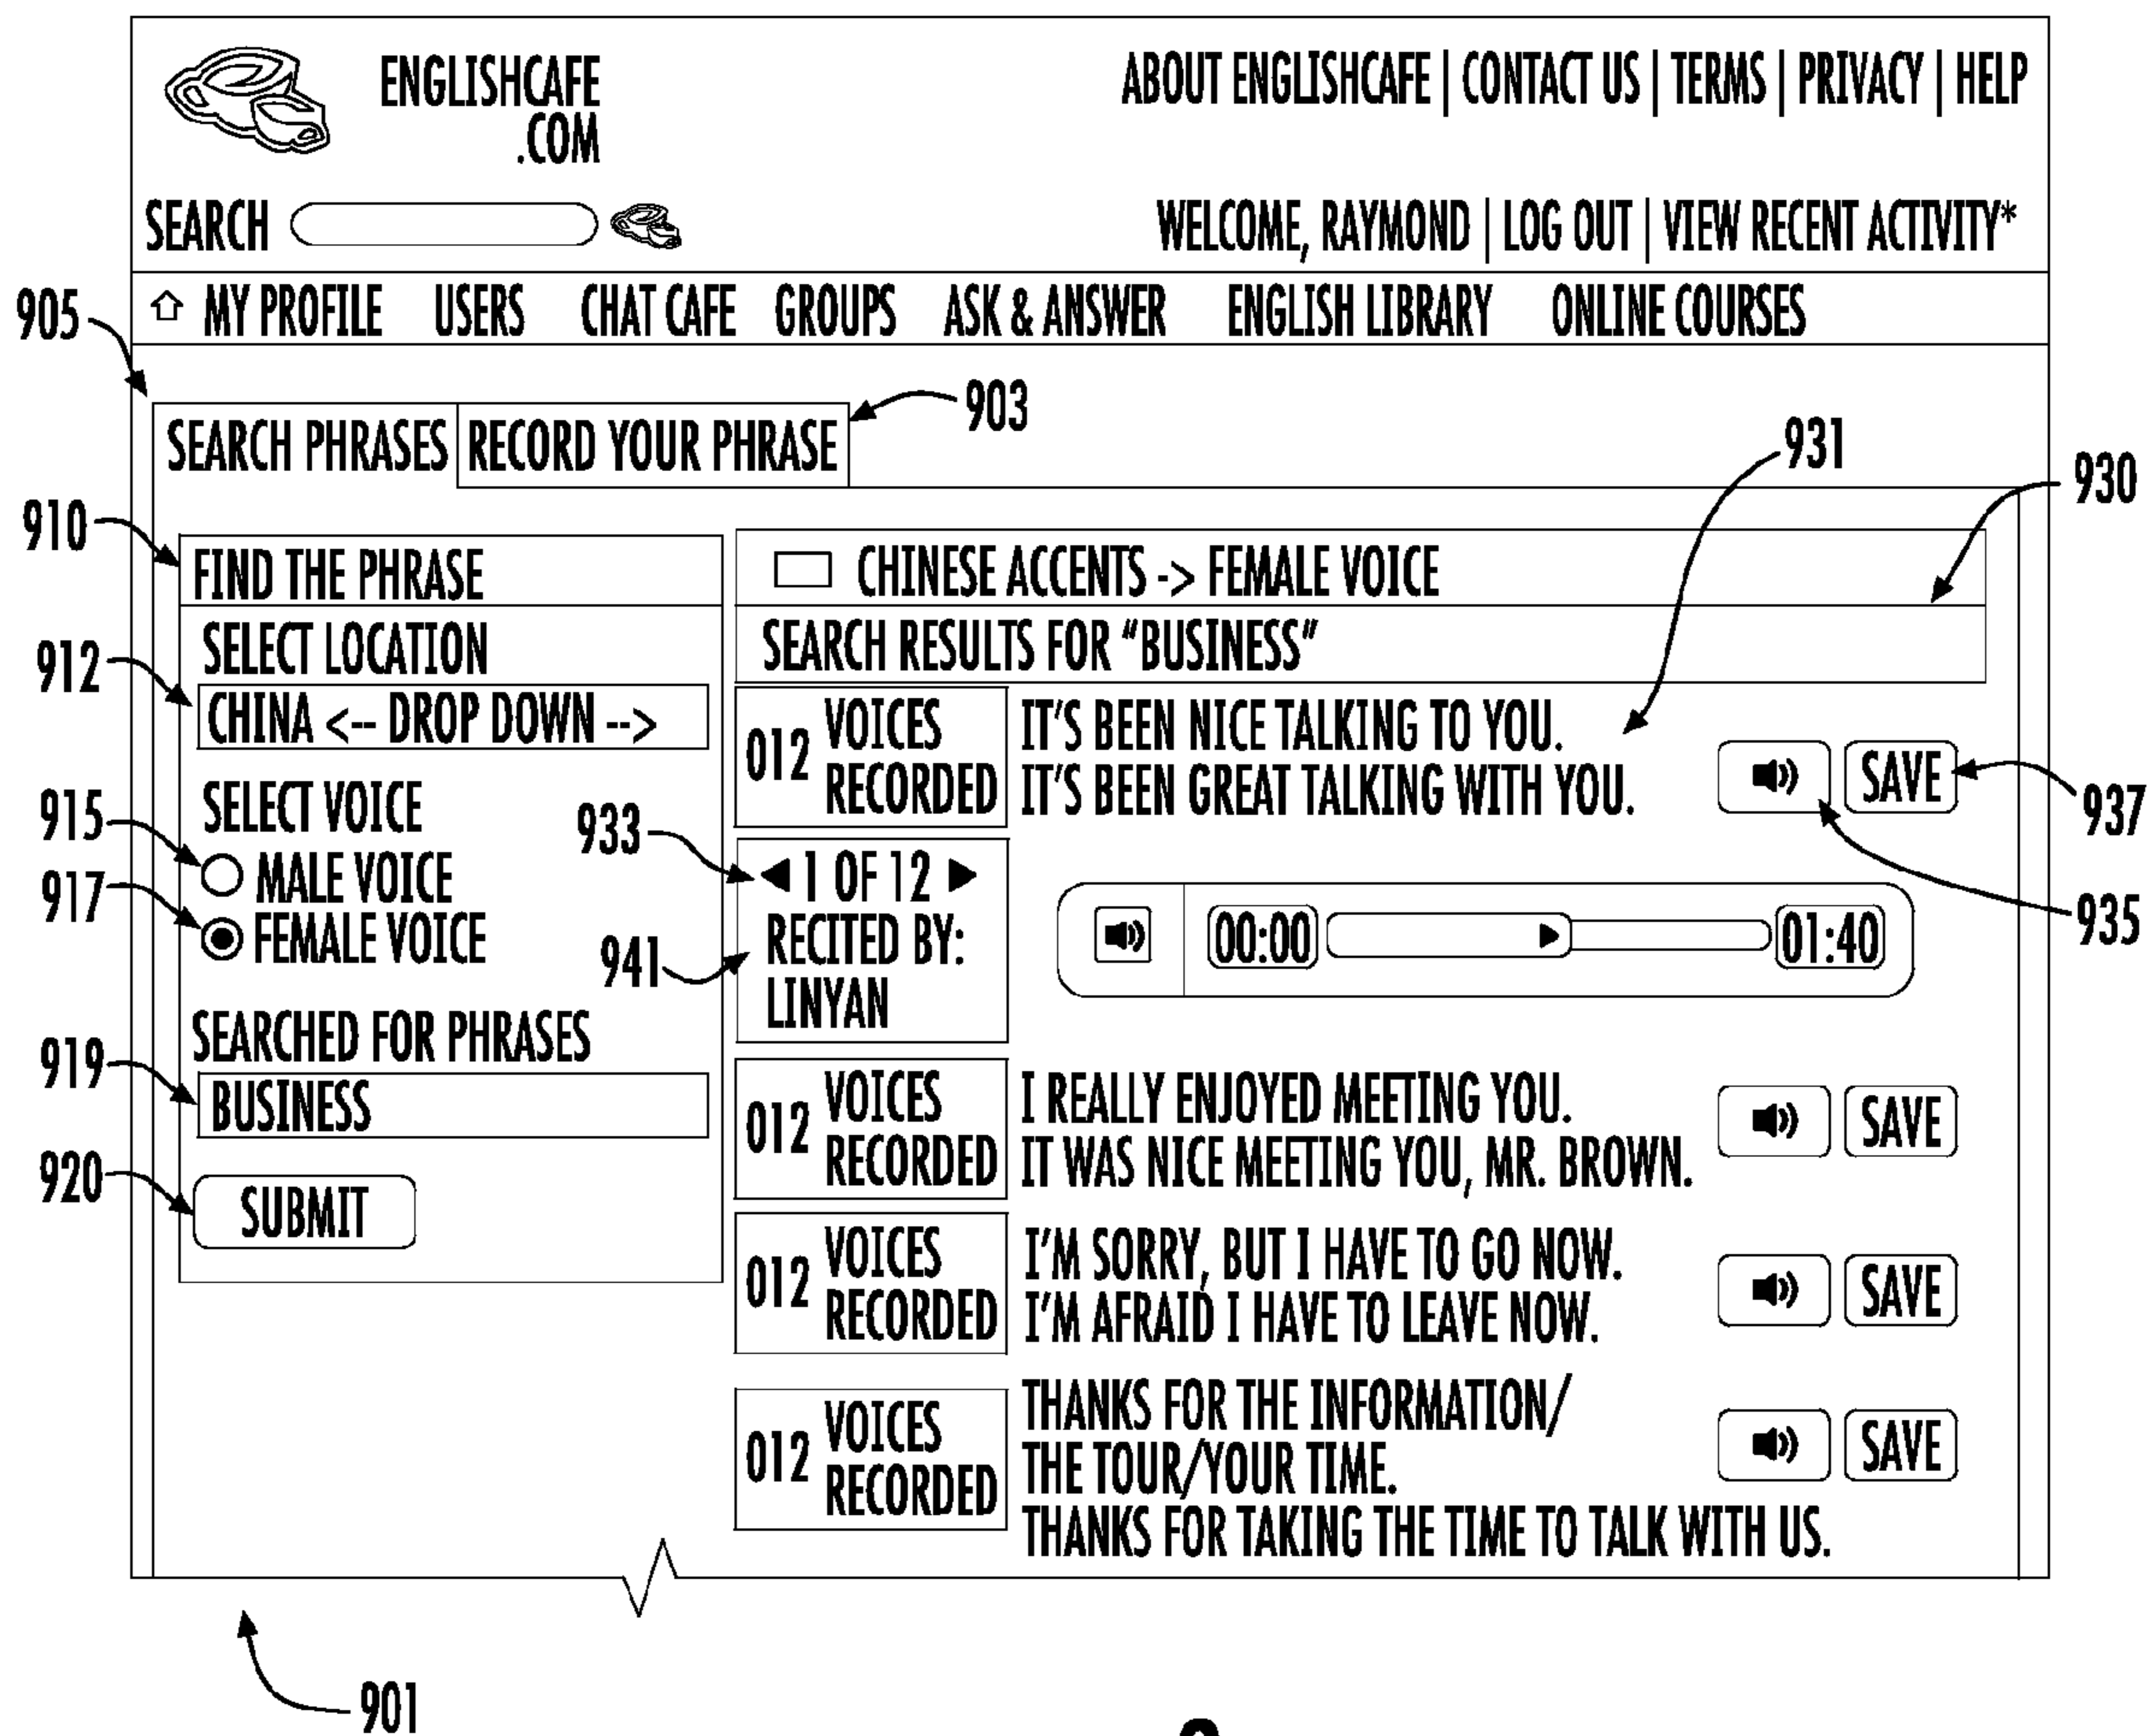 ENGLISHCAFE
.COM
ABOUT ENGLISHCAFE | CONTACT US | TERMS | PRIVACY | HELP
SEARCH
WELCOME, RAYMOND | LOG OUT | VIEW RECENT ACTIVITY*
MY PROFILE USERS CHAT CAFE GROUPS ASK & ANSWER ENGLISH LIBRARY ONLINE COURSES
905
903
SEARCH PHRASES RECORD YOUR PHRASE
931
930
910
FIND THE PHRASE
912
SELECT LOCATION
CHINA <-- DROP DOWN -->
915
SELECT VOICE
MALE VOICE
917
FEMALE VOICE
919
SEARCHED FOR PHRASES
BUSINESS
920
SUBMIT
CHINESE ACCENTS -> FEMALE VOICE
SEARCH RESULTS FOR “BUSINESS”
012 VOICES
RECORDED
IT'S BEEN NICE TALKING TO YOU.
IT'S BEEN GREAT TALKING WITH YOU.
SAVE
937
935
933
1 OF 12
941
RECITED BY:
LINYAN
00:00
01:40
012 VOICES
RECORDED
I REALLY ENJOYED MEETING YOU.
IT WAS NICE MEETING YOU, MR. BROWN.
SAVE
012 VOICES
RECORDED
I'M SORRY, BUT I HAVE TO GO NOW.
I'M AFRAID I HAVE TO LEAVE NOW.
SAVE
012 VOICES
RECORDED
THANKS FOR THE INFORMATION/
THE TOUR/YOUR TIME.
THANKS FOR TAKING THE TIME TO TALK WITH US.
SAVE
901